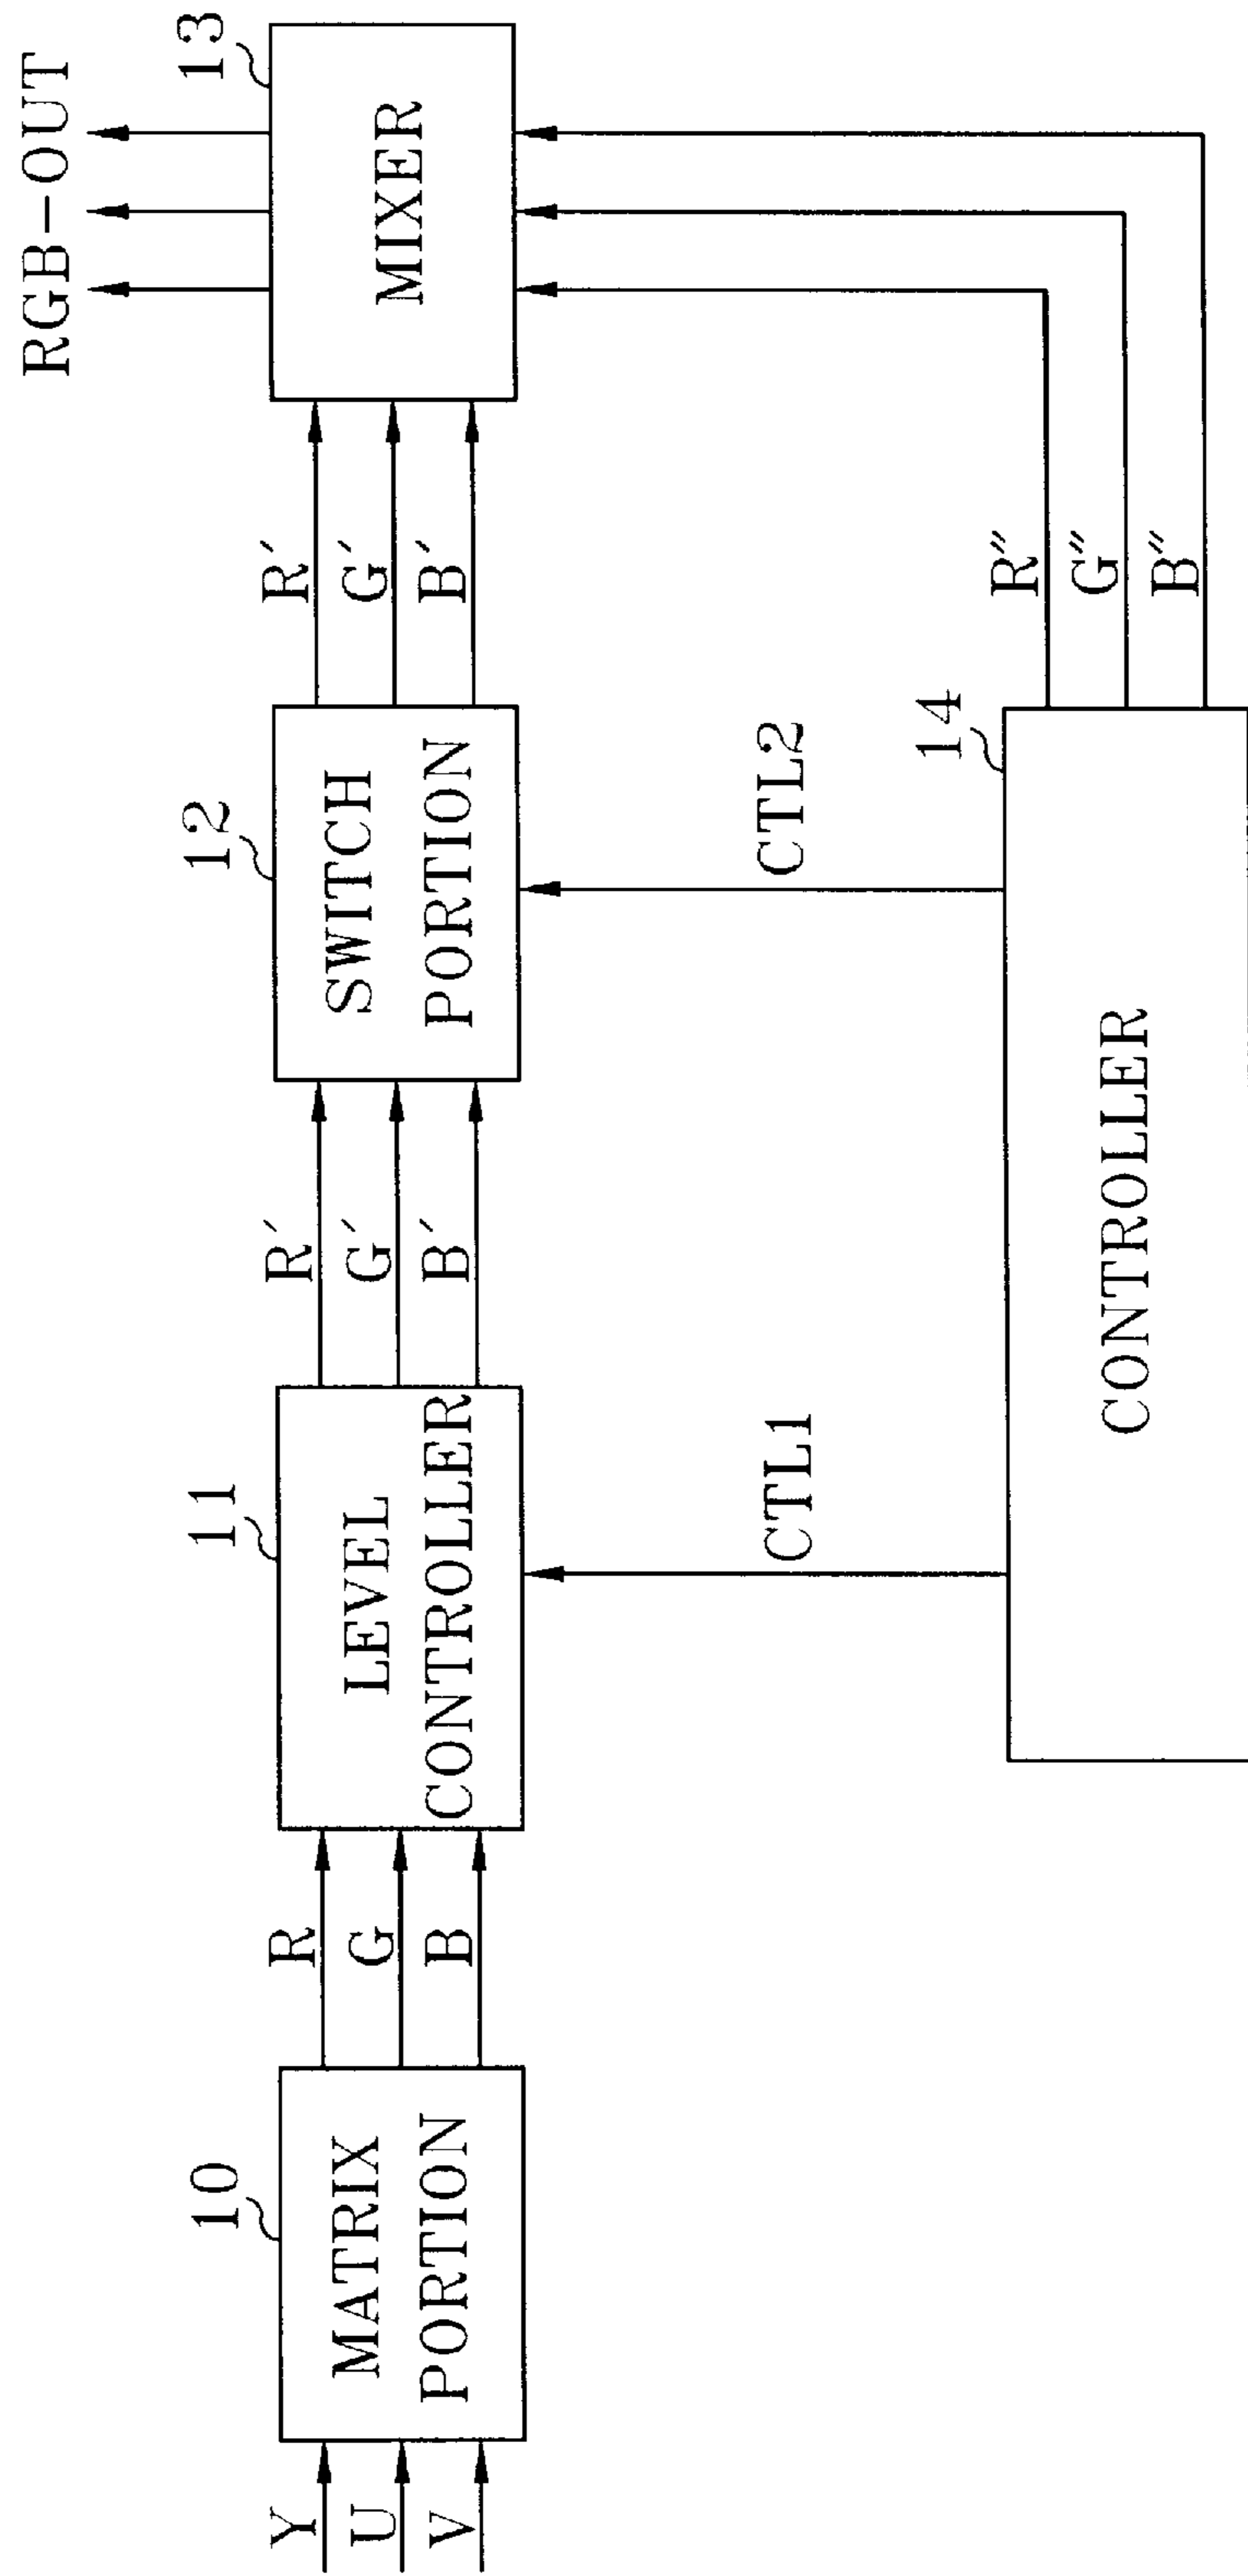 RGB-OUT
Y
U
V
10
MATRIX
PORTION
R
G
B
11
LEVEL
CONTROLLER
R′
G′
B′
12
SWITCH
PORTION
R′
G′
B′
13
MIXER
CTL1
CTL2
14
CONTROLLER
R″
G″
B″